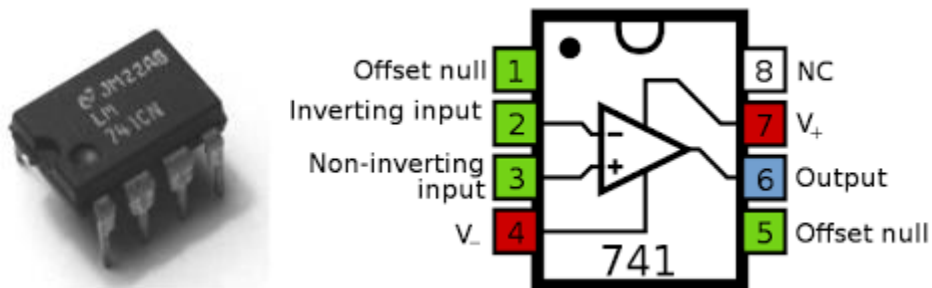 JM22AB
LM
741CN
Offset null 1
Inverting input 2
Non-inverting
input 3
V_ 4
8 NC
7 V+
6 Output
5 Offset null
- 
+
741